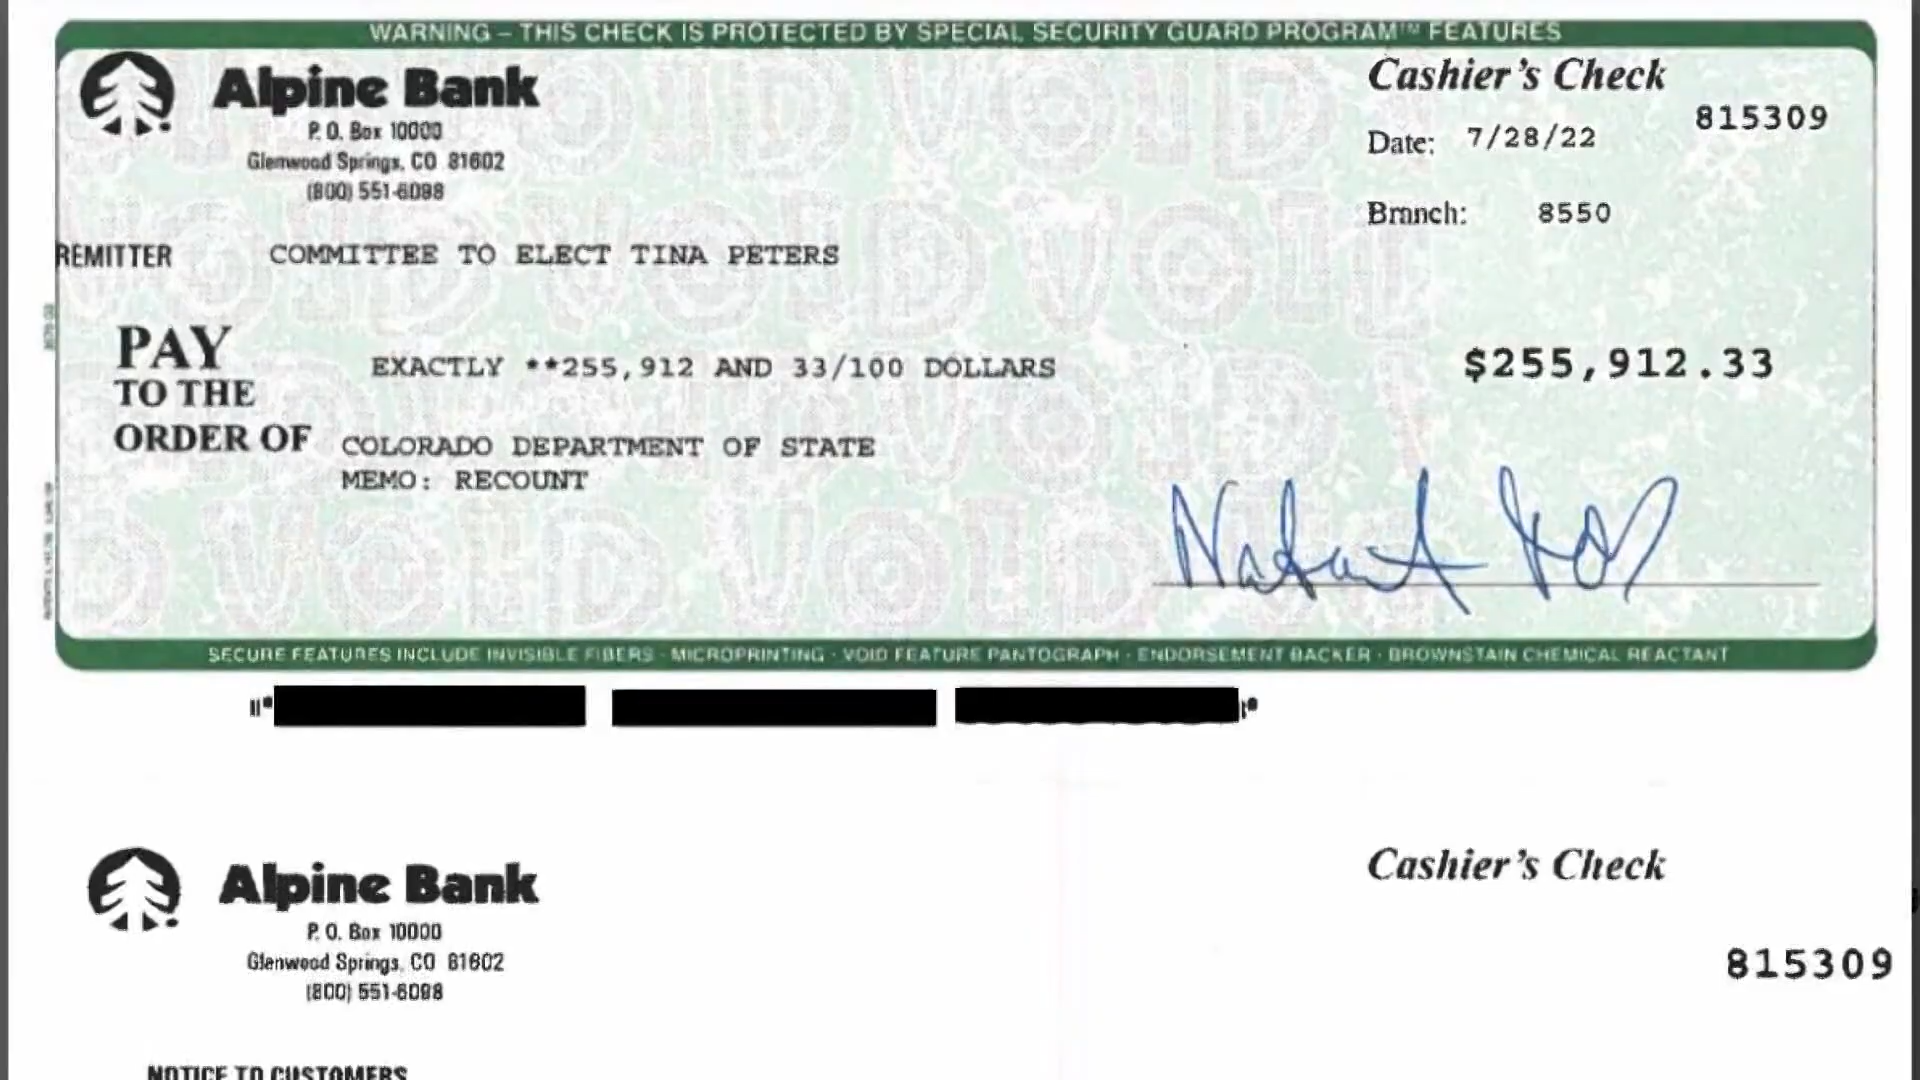 WARNING – THIS CHECK IS PROTECTED BY SPECIAL SECURITY GUARD PROGRAM™ FEATURES
Alpine Bank
P. O. Box 10000
Glenwood Springs, CO 81602
(800) 551-6098
Cashier's Check
815309
Date: 7/28/22
Branch: 8550
REMITTER COMMITTEE TO ELECT TINA PETERS
PAY
TO THE
ORDER OF
EXACTLY **255,912 AND 33/100 DOLLARS
$255,912.33
COLORADO DEPARTMENT OF STATE
MEMO: RECOUNT
VOID VOID VOID
SECURE FEATURES INCLUDE INVISIBLE FIBERS · MICROPRINTING · VOID FEATURE PANTOGRAPH · ENDORSEMENT BACKER · BROWNSTAIN CHEMICAL REACTANT
Alpine Bank
P. O. Box 10000
Glenwood Springs, CO 81602
(800) 551-6098
Cashier's Check
815309
NOTICE TO CUSTOMERS